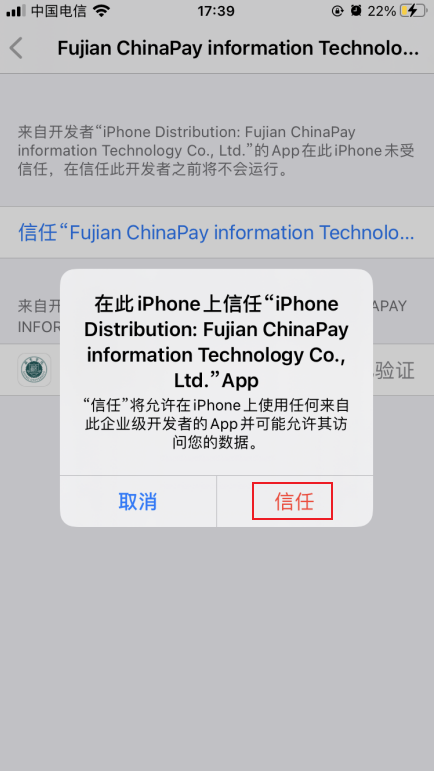 中国电信 17:39 22%
Fujian ChinaPay information Technolo...
来自开发者“iPhone Distribution: Fujian ChinaPay
information Technology Co., Ltd.”的App在此iPhone未受
信任，在信任此开发者之前将不会运行。
信任“Fujian ChinaPay information Technolo...
在此iPhone上信任“iPhone
Distribution: Fujian ChinaPay
information Technology Co.,
Ltd.”App
“信任”将允许在iPhone上使用任何来自
此企业级开发者的App并可能允许其访
问您的数据。
取消 信任
来自开
APAY
INFOR
验证